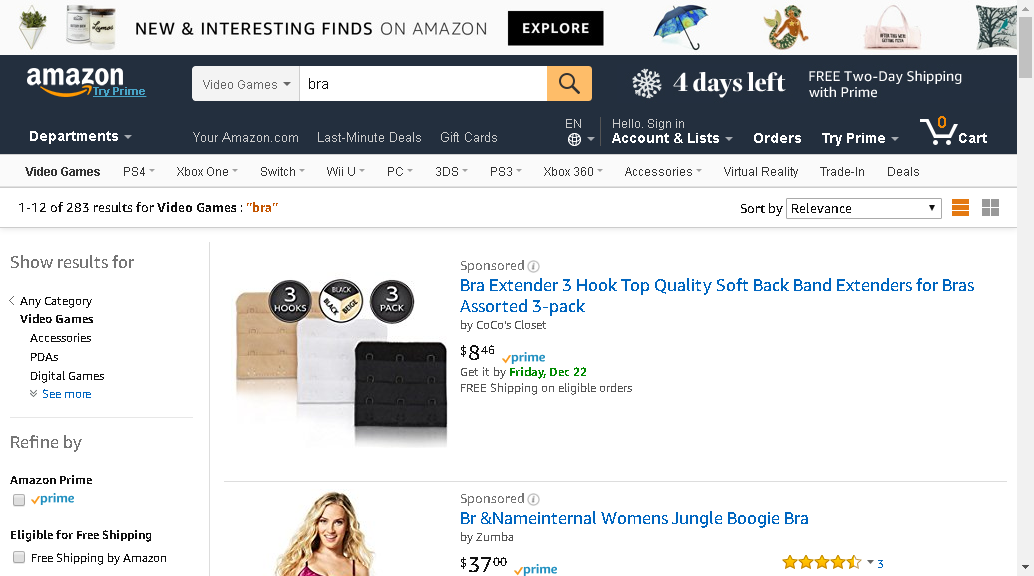 NEW & INTERESTING FINDS ON AMAZON EXPLORE
amazon
Try Prime
Video Games bra
4 days left
FREE Two-Day Shipping
with Prime
Departments
Your Amazon.com Last-Minute Deals Gift Cards
EN
Hello. Sign in
Account & Lists
Orders
Try Prime
0
Cart
Video Games PS4 Xbox One Switch Wii U PC 3DS PS3 Xbox 360 Accessories Virtual Reality Trade-In Deals
1-12 of 283 results for Video Games : "bra"
Sort by Relevance
Show results for
Any Category
Video Games
Accessories
PDAs
Digital Games
See more
Refine by
Amazon Prime
prime
Eligible for Free Shipping
Free Shipping by Amazon
3
HOOKS
BLACK
BLACK
BEIGE
3
PACK
Sponsored
Bra Extender 3 Hook Top Quality Soft Back Band Extenders for Bras
Assorted 3-pack
by CoCo's Closet
$8.46 prime
Get it by Friday, Dec 22
FREE Shipping on eligible orders
Sponsored
Br &Nameinternal Womens Jungle Boogie Bra
by Zumba
$37.00 prime
3